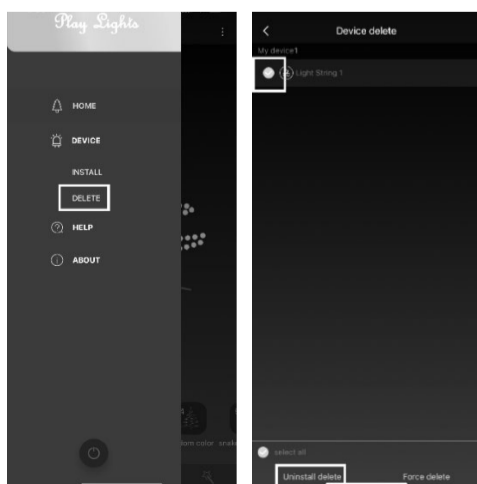 Play Lights
HOME
DEVICE
INSTALL
DELETE
HELP
ABOUT
Device delete
My device1
Light String 1
select all
Uninstall delete
Force delete